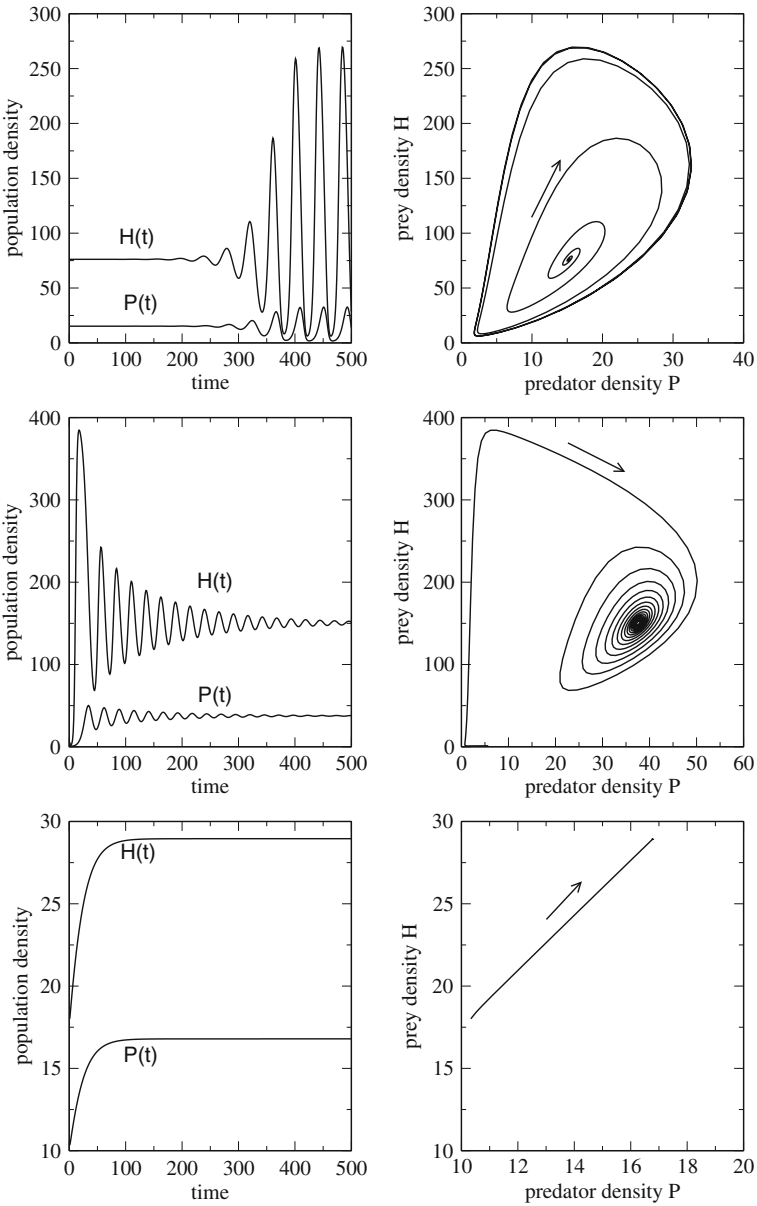 population density
300
250
200
150
100
50
0
H(t)
P(t)
0 100 200 300 400 500
time
prey density H
300
250
200
150
100
50
0
0 10 20 30 40
predator density P
population density
400
300
200
100
0
H(t)
P(t)
0 100 200 300 400 500
time
prey density H
400
300
200
100
0
0 10 20 30 40 50 60
predator density P
population density
30
25
20
15
10
H(t)
P(t)
0 100 200 300 400 500
time
prey density H
30
25
20
15
10
10 12 14 16 18 20
predator density P